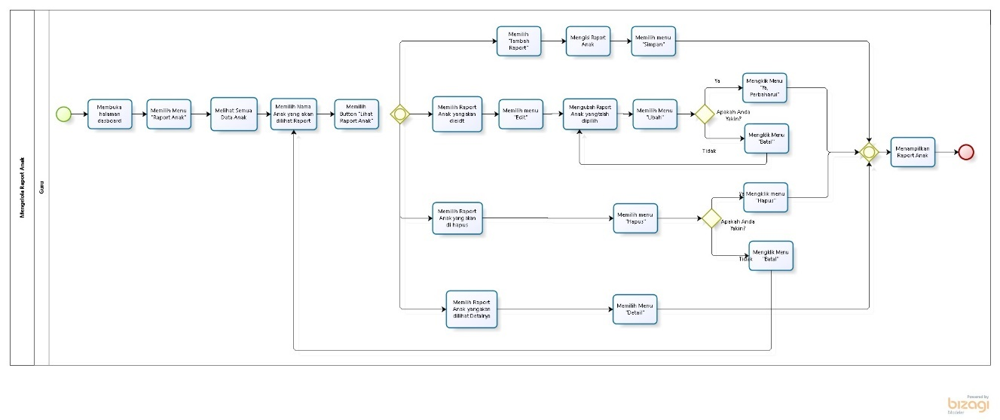 Mengelola Raport Anak
Guru
Membuka
halaman
dasboard
Memilih Menu
"Raport Anak"
Melihat Semua
Data Anak
Memilih Nama
Anak yang akan
dilihat Raport
Memilih
Button "Lihat
Raport Anak"
Memilih
"Tambah
Raport"
Mengisi Raport
Anak
Memilih menu
"Simpan"
Memilih Raport
Anak yang akan
dieidt
Memilih menu
"Edit"
Mengubah Raport
Anak yang telah
dipilih
Memilih Menu
"Ubah"
Apakah Anda
Yakin?
Ya
Mengklik Menu
"Ya,
Perbaharui"
Tidak
Mengklik Menu
"Batal"
Memilih Raport
Anak yang akan
di hapus
Memilih menu
"Hapus"
Apakah Anda
Yakin?
Ya
Mengklik menu
"Hapus"
Tidak
Mengklik Menu
"Batal"
Memilih Raport
Anak yang akan
dilihat Detailnya
Memilih Menu
"Detail"
Menampilkan
Raport Anak
Powered by
bizagi
Modeler